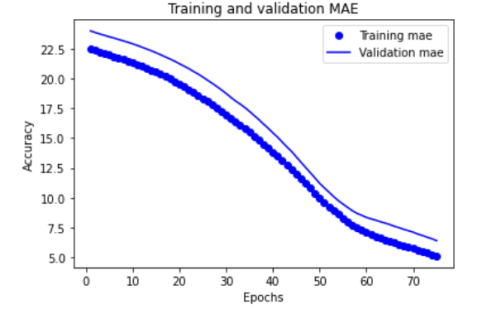 Training and validation MAE
Training mae
Validation mae
22.5
20.0
17.5
15.0
12.5
10.0
7.5
5.0
Accuracy
0 10 20 30 40 50 60 70
Epochs